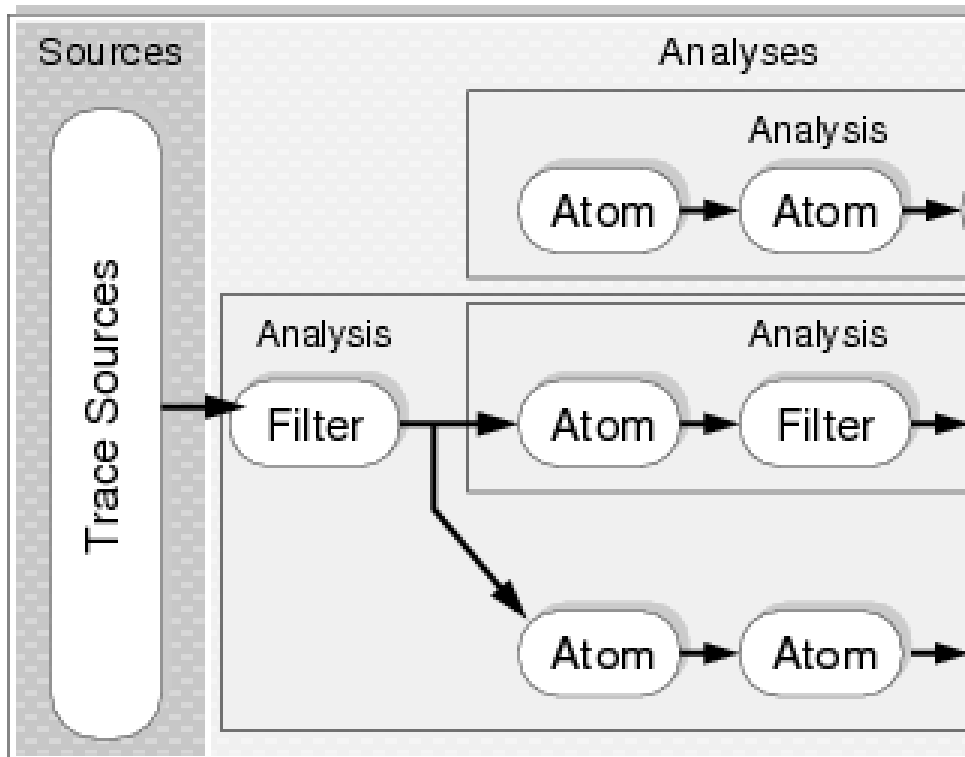 Sources
Analyses
Analysis
Atom Atom
Trace Sources
Analysis
Analysis
Filter Atom Filter
Atom Atom